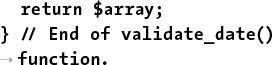 return $array;
} // End of validate_date()
→ function.